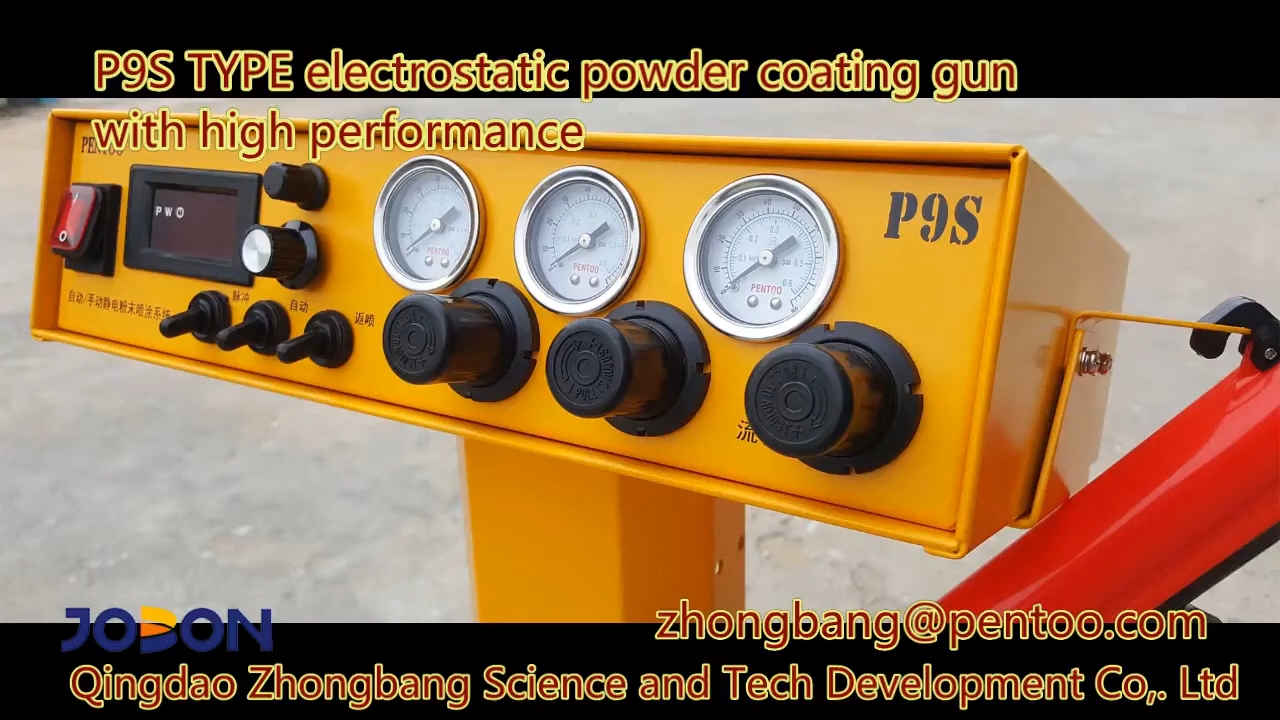 P9S TYPE electrostatic powder coating gun
with high performance
PENTOO
P9S
PW
脉冲
自动
返喷
自动/手动静电粉末喷涂系统
PENTOO
PENTOO
PENTOO
流
JOBON
zhongbang@pentoo.com
Qingdao Zhongbang Science and Tech Development Co,. Ltd